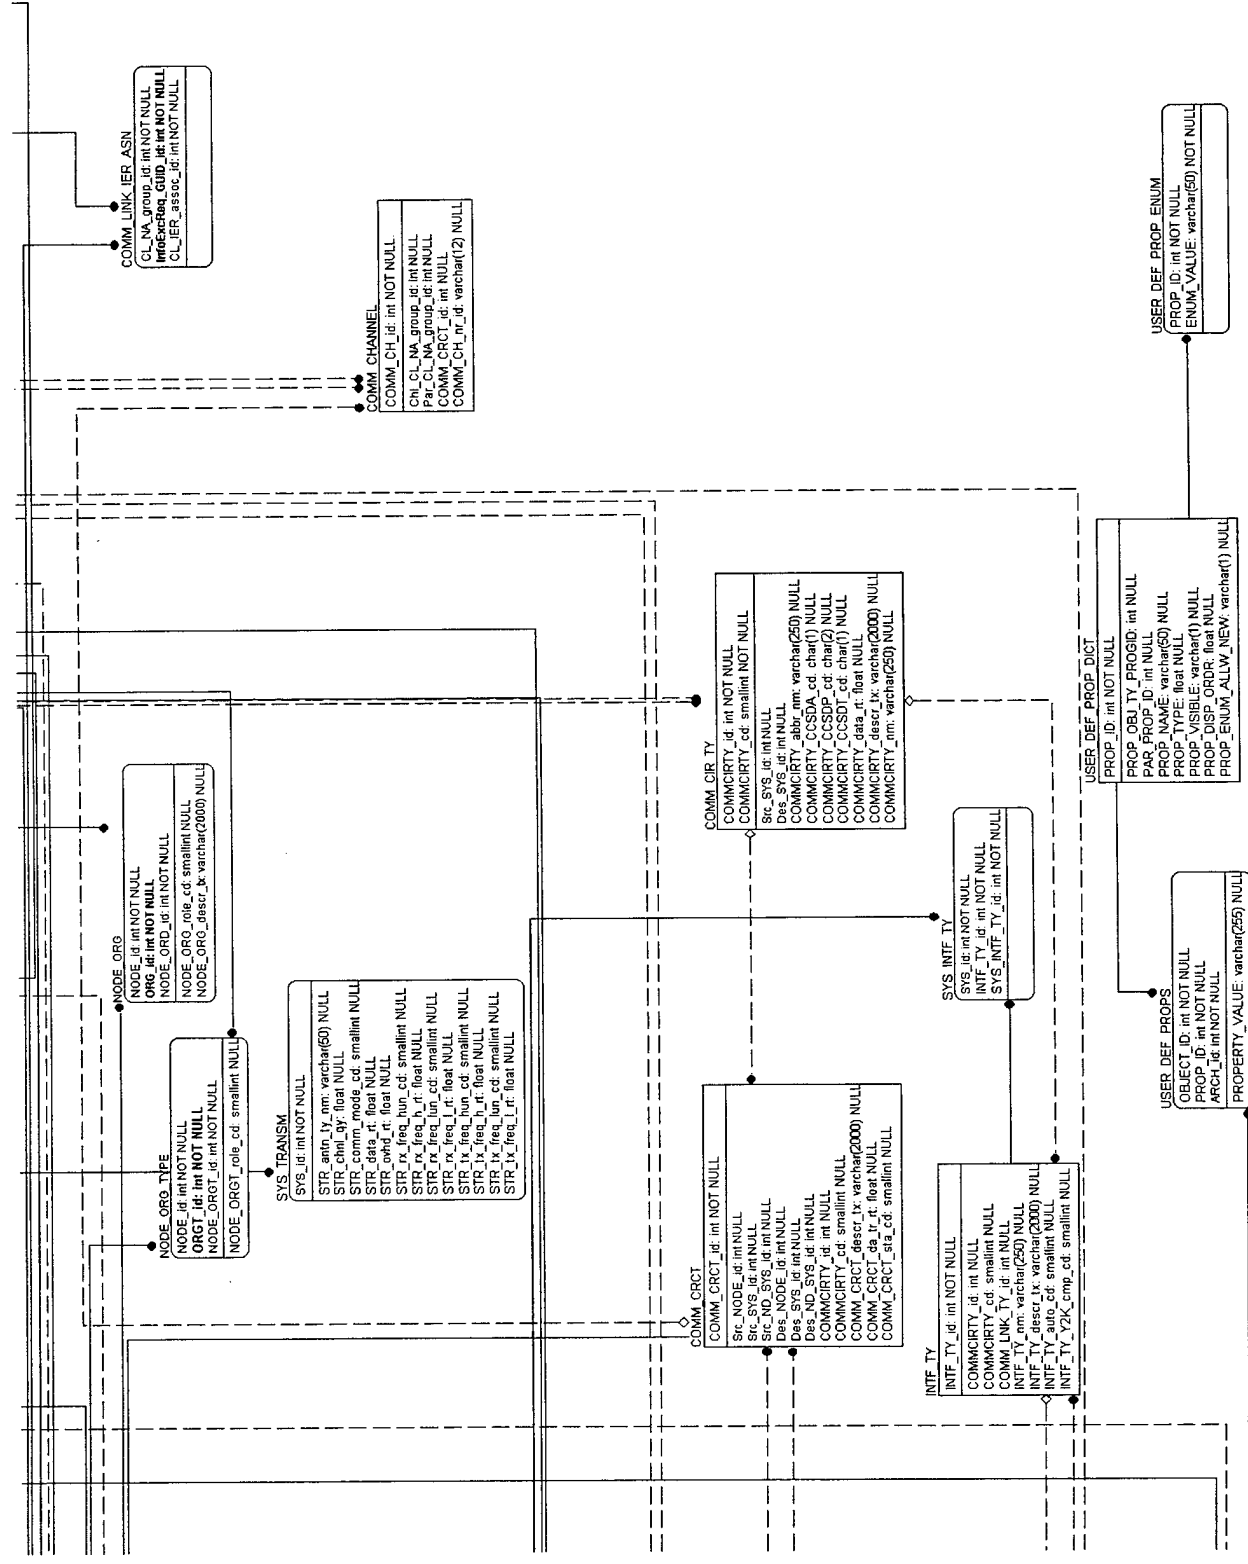 COMM_LINK_IER_ASN
CL_NA_group_id: int NOT NULL
InfoExcReq_GUID_id: int NOT NULL
CL_IER_assoc_id: int NOT NULL
COMM_CHANNEL
COMM_CH_id: int NOT NULL
Chi_CL_NA_group_id: int NULL
Par_CL_NA_group_id: int NULL
COMM_CRCT_id: int NULL
COMM_CH_nr_id: varchar(12) NULL
NODE_ORG
NODE_id: int NOT NULL
ORG_id: int NOT NULL
NODE_ORD_id: int NOT NULL
NODE_ORG_role_cd: smallint NULL
NODE_ORG_descr_tx: varchar(2000) NULL
NODE_ORG_TYPE
NODE_id: int NOT NULL
ORGT_id: int NOT NULL
NODE_ORGT_id: int NOT NULL
NODE_ORGT_role_cd: smallint NULL
SYS_TRANSM
SYS_id: int NOT NULL
STR_antn_ty_nm: varchar(50) NULL
STR_chnl_qy: float NULL
STR_comm_mode_cd: smallint NULL
STR_data_rt: float NULL
STR_ovhd_rt: float NULL
STR_rx_freq_hun_cd: smallint NULL
STR_rx_freq_h_rt: float NULL
STR_rx_freq_lun_cd: smallint NULL
STR_rx_freq_l_rt: float NULL
STR_tx_freq_hun_cd: smallint NULL
STR_tx_freq_h_rt: float NULL
STR_tx_freq_lun_cd: smallint NULL
STR_tx_freq_l_rt: float NULL
COMM_CIR_TY
COMMCIRTY_id: int NOT NULL
COMMCIRTY_cd: smallint NOT NULL
Src_SYS_id: int NULL
Des_SYS_id: int NULL
COMMCIRTY_abbr_nm: varchar(250) NULL
COMMCIRTY_CCSDA_cd: char(1) NULL
COMMCIRTY_CCSDP_cd: char(2) NULL
COMMCIRTY_CCSDT_cd: char(1) NULL
COMMCIRTY_data_rt: float NULL
COMMCIRTY_descr_tx: varchar(2000) NULL
COMMCIRTY_nm: varchar(250) NULL
COMM_CRCT
COMM_CRCT_id: int NOT NULL
Src_NODE_id: int NULL
Src_SYS_id: int NULL
Src_ND_SYS_id: int NULL
Des_NODE_id: int NULL
Des_SYS_id: int NULL
Des_ND_SYS_id: int NULL
COMMCIRTY_id: int NULL
COMMCIRTY_cd: smallint NULL
COMM_CRCT_descr_tx: varchar(2000) NULL
COMM_CRCT_da_tr_rt: float NULL
COMM_CRCT_sta_cd: smallint NULL
SYS_INTF_TY
SYS_id: int NOT NULL
INTF_TY_id: int NOT NULL
SYS_INTF_TY_id: int NOT NULL
INTF_TY
INTF_TY_id: int NOT NULL
COMMCIRTY_id: int NULL
COMMCIRTY_cd: smallint NULL
COMM_LNK_TY_id: int NULL
INTF_TY_nm: varchar(250) NULL
INTF_TY_descr_tx: varchar(2000) NULL
INTF_TY_auto_cd: smallint NULL
INTF_TY_Y2K_cmp_cd: smallint NULL
USER_DEF_PROP_ENUM
PROP_ID: int NOT NULL
ENUM_VALUE: varchar(50) NOT NULL
USER_DEF_PROP_DICT
PROP_ID: int NOT NULL
PROP_OBJ_TY_PROGID: int NULL
PAR_PROP_ID: int NULL
PROP_NAME: varchar(50) NULL
PROP_TYPE: float NULL
PROP_VISIBLE: varchar(1) NULL
PROP_DISP_ORDR: float NULL
PROP_ENUM_ALLW_NEW: varchar(1) NULL
USER_DEF_PROPS
OBJECT_ID: int NOT NULL
PROP_ID: int NOT NULL
ARCH_id: int NOT NULL
PROPERTY_VALUE: varchar(255) NULL